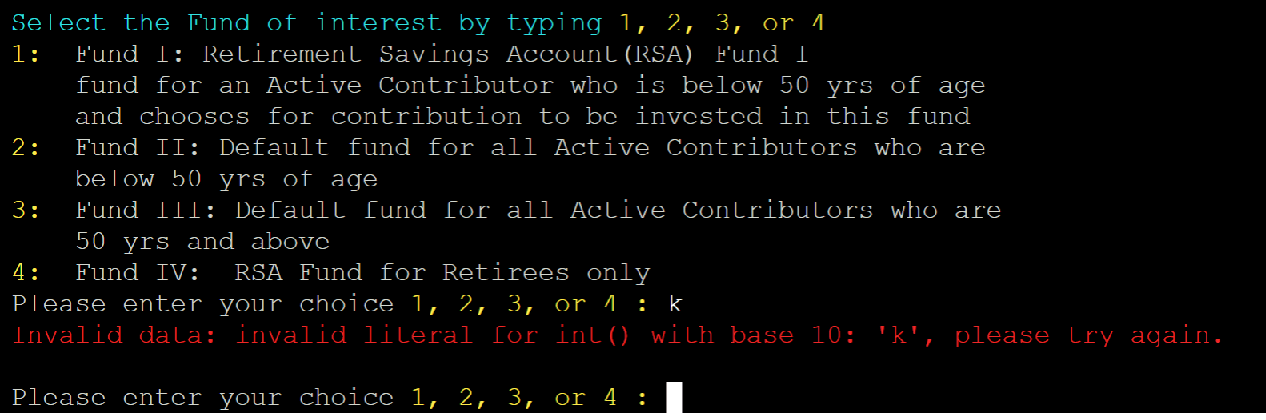 Select the Fund of interest by typing 1, 2, 3, or 4
1: Fund I: Retirement Savings Account(RSA) Fund I
fund for an Active Contributor who is below 50 yrs of age
and chooses for contribution to be invested in this fund
2: Fund II: Default fund for all Active Contributors who are
below 50 yrs of age
3: Fund III: Default fund for all Active Contributors who are
50 yrs and above
4: Fund IV: RSA Fund for Retirees only
Please enter your choice 1, 2, 3, or 4 : k
Invalid data: invalid literal for int() with base 10: 'k', please try again.
Please enter your choice 1, 2, 3, or 4 :